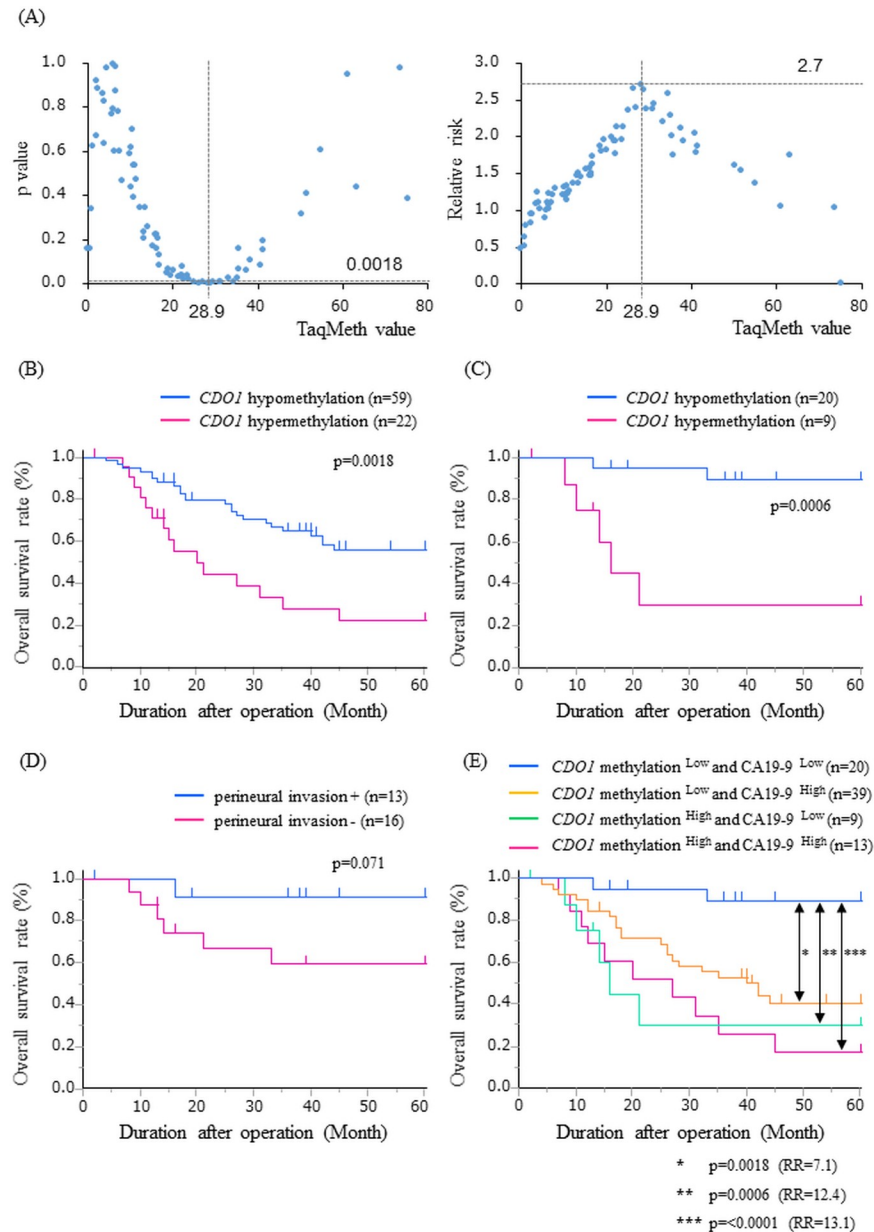 (A)
1.0
0.8
0.6
0.4
0.2
0.0
p value
0.0018
0
20
40
60
80
28.9
TaqMeth value
3.0
2.5
2.0
1.5
1.0
0.5
0.0
Relative risk
2.7
0
20
40
60
80
28.9
TaqMeth value
(B)
CDO1 hypomethylation (n=59)
CDO1 hypermethylation (n=22)
p=0.0018
1.0
0.8
0.6
0.4
0.2
0.0
Overall survival rate (%)
0 10 20 30 40 50 60
Duration after operation (Month)
(C)
CDO1 hypomethylation (n=20)
CDO1 hypermethylation (n=9)
p=0.0006
1.0
0.8
0.6
0.4
0.2
0.0
Overall survival rate (%)
0 10 20 30 40 50 60
Duration after operation (Month)
(D)
perineural invasion + (n=13)
perineural invasion - (n=16)
p=0.071
1.0
0.8
0.6
0.4
0.2
0.0
Overall survival rate (%)
0 10 20 30 40 50 60
Duration after operation (Month)
(E)
CDO1 methylation Low and CA19-9 Low (n=20)
CDO1 methylation Low and CA19-9 High (n=39)
CDO1 methylation High and CA19-9 Low (n=9)
CDO1 methylation High and CA19-9 High (n=13)
1.0
0.8
0.6
0.4
0.2
0.0
Overall survival rate (%)
* ** ***
0 10 20 30 40 50 60
Duration after operation (Month)
* p=0.0018 (RR=7.1)
** p=0.0006 (RR=12.4)
*** p=<0.0001 (RR=13.1)